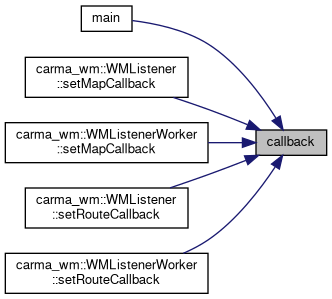 main
carma_wm::WMListener
::setMapCallback
carma_wm::WMListenerWorker
::setMapCallback
callback
carma_wm::WMListener
::setRouteCallback
carma_wm::WMListenerWorker
::setRouteCallback